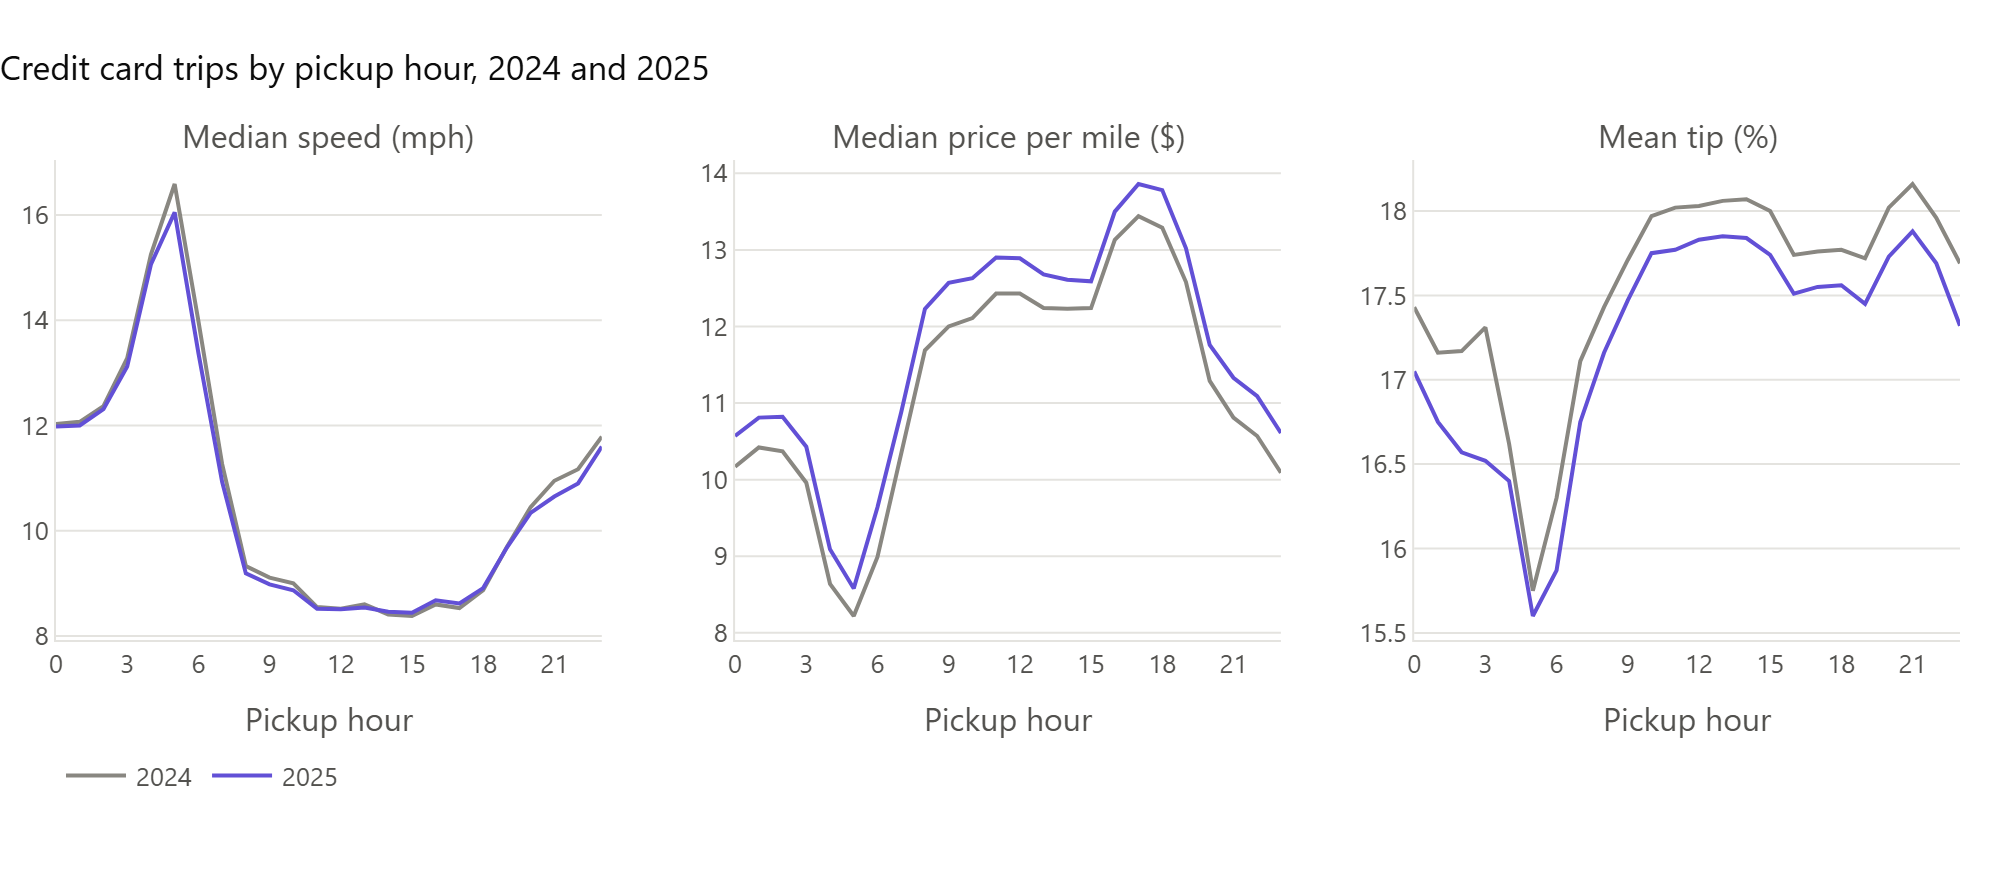 Credit card trips by pickup hour, 2024 and 2025
Median speed (mph)
16
14
12
10
8
0 3 6 9 12 15 18 21
Pickup hour
Median price per mile ($)
14
13
12
11
10
9
8
0 3 6 9 12 15 18 21
Pickup hour
Mean tip (%)
18
17.5
17
16.5
16
15.5
0 3 6 9 12 15 18 21
Pickup hour
2024 2025